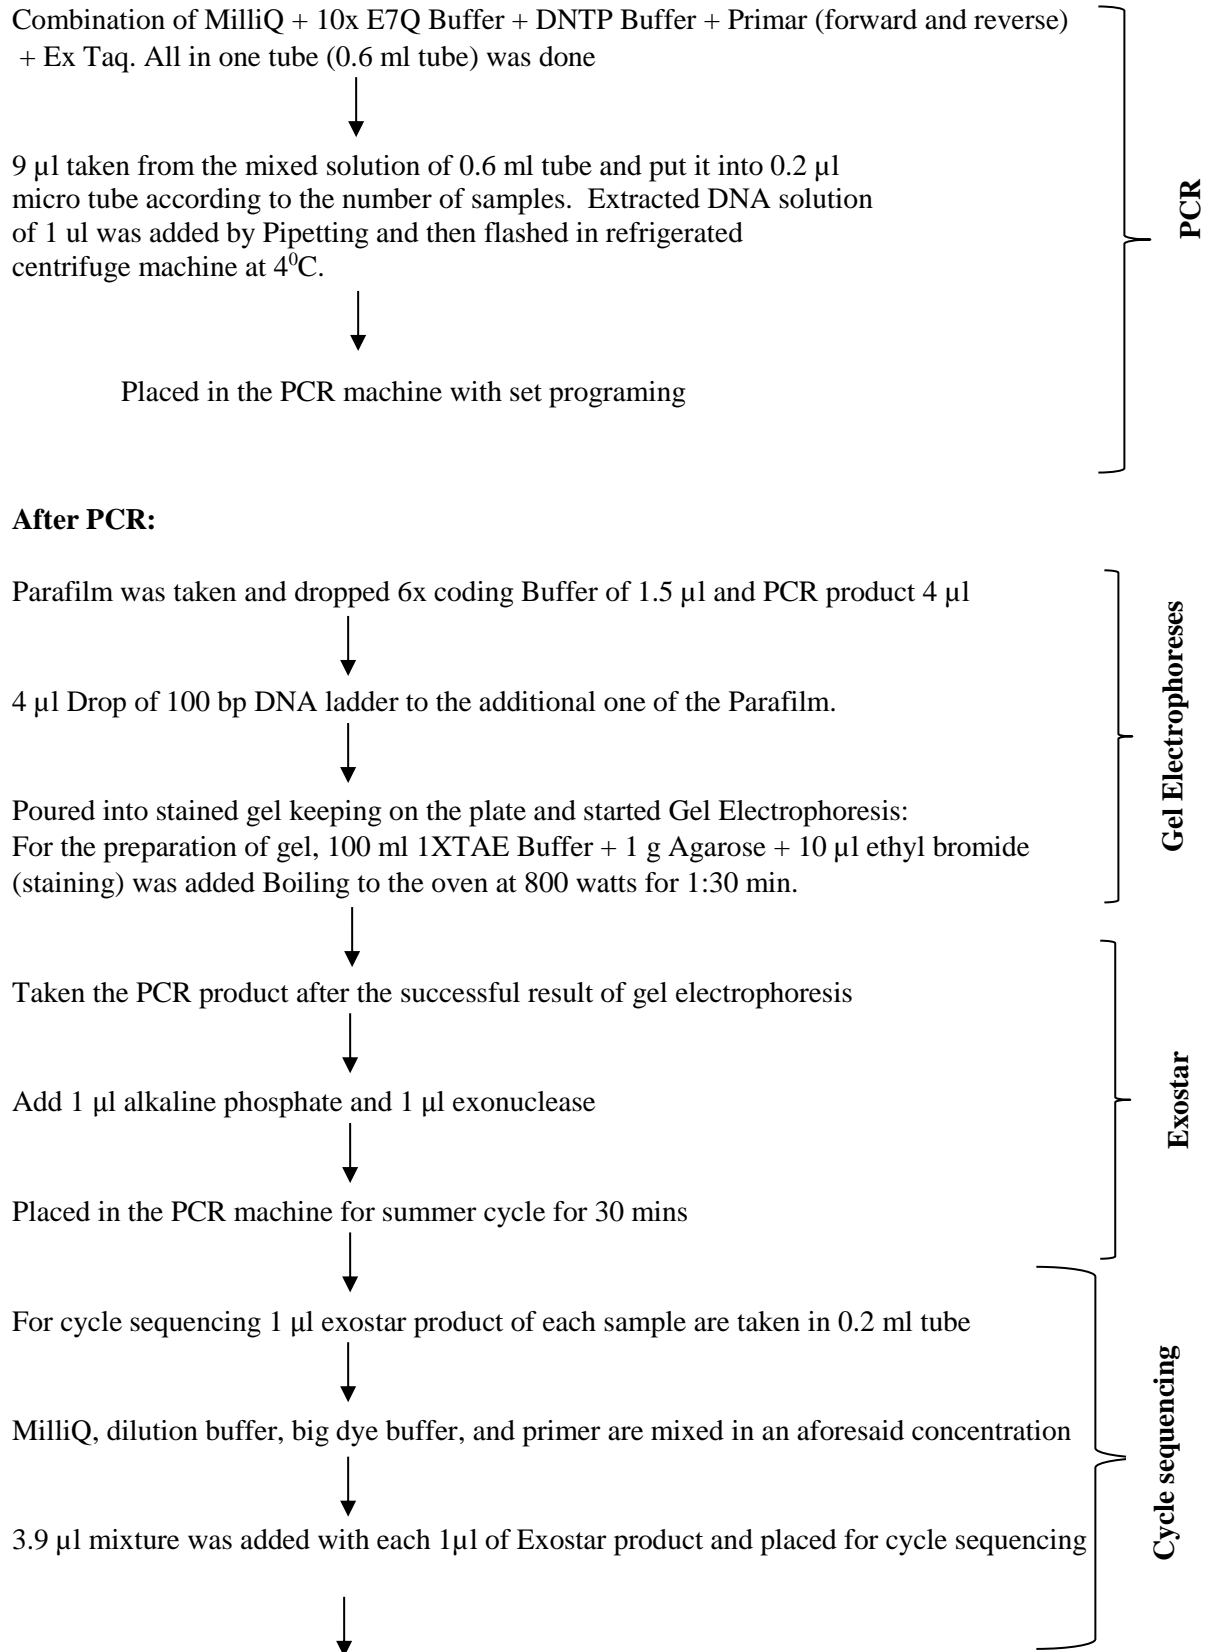 Combination of MilliQ + 10x E7Q Buffer + DNTP Buffer + Primar (forward and reverse)
+ Ex Taq. All in one tube (0.6 ml tube) was done
9 µl taken from the mixed solution of 0.6 ml tube and put it into 0.2 µl
micro tube according to the number of samples.  Extracted DNA solution
of 1 ul was added by Pipetting and then flashed in refrigerated
centrifuge machine at 4⁰C.
Placed in the PCR machine with set programing
PCR
After PCR:
Parafilm was taken and dropped 6x coding Buffer of 1.5 µl and PCR product 4 µl
4 µl Drop of 100 bp DNA ladder to the additional one of the Parafilm.
Poured into stained gel keeping on the plate and started Gel Electrophoresis:
For the preparation of gel, 100 ml 1XTAE Buffer + 1 g Agarose + 10 µl ethyl bromide
(staining) was added Boiling to the oven at 800 watts for 1:30 min.
Gel Electrophoreses
Taken the PCR product after the successful result of gel electrophoresis
Add 1 µl alkaline phosphate and 1 µl exonuclease
Placed in the PCR machine for summer cycle for 30 mins
Exostar
For cycle sequencing 1 µl exostar product of each sample are taken in 0.2 ml tube
MilliQ, dilution buffer, big dye buffer, and primer are mixed in an aforesaid concentration
3.9 µl mixture was added with each 1µl of Exostar product and placed for cycle sequencing
Cycle sequencing